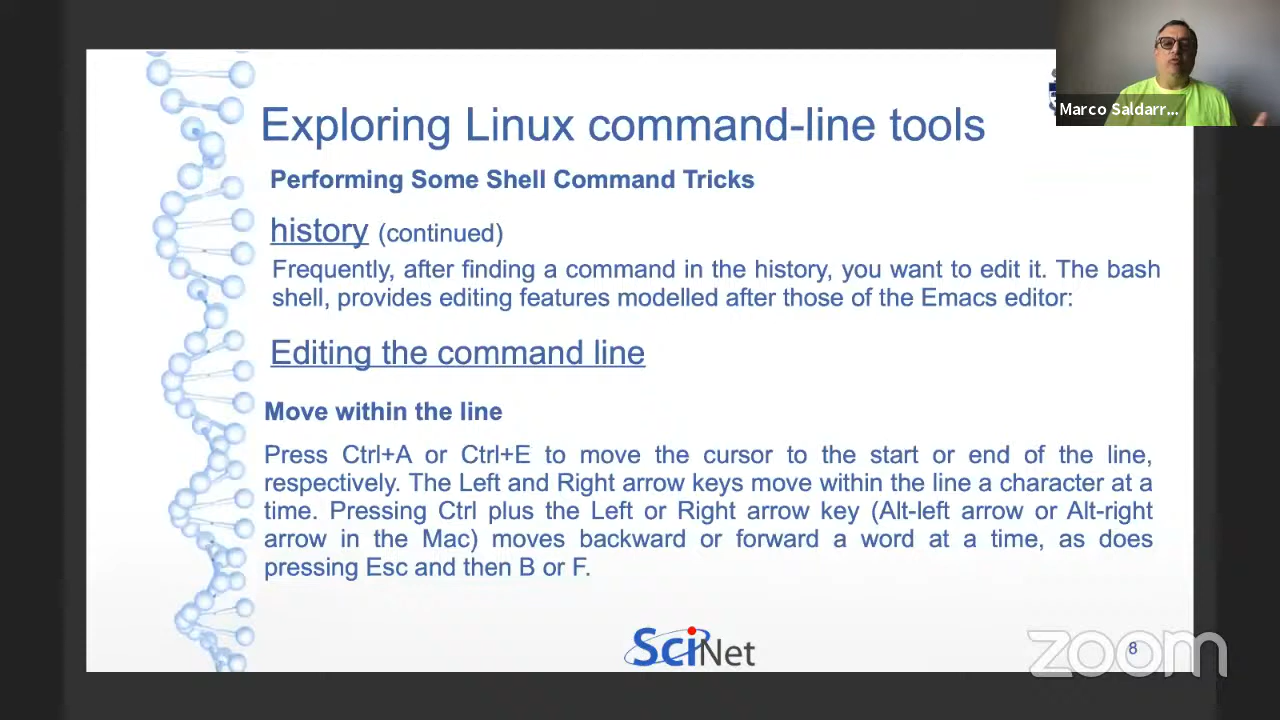 Exploring Linux command-line tools
Marco Saldarr...
Performing Some Shell Command Tricks
history (continued)
Frequently, after finding a command in the history, you want to edit it. The bash
shell, provides editing features modelled after those of the Emacs editor:
Editing the command line
Move within the line
Press Ctrl+A or Ctrl+E to move the cursor to the start or end of the line,
respectively. The Left and Right arrow keys move within the line a character at a
time. Pressing Ctrl plus the Left or Right arrow key (Alt-left arrow or Alt-right
arrow in the Mac) moves backward or forward a word at a time, as does
pressing Esc and then B or F.
SciNet
8
zoom